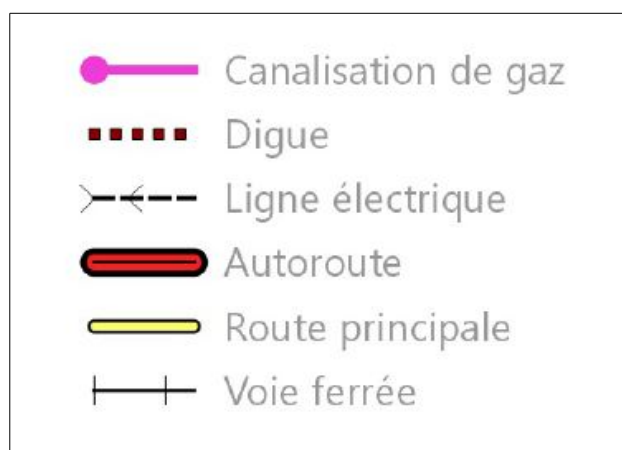 Canalisation de gaz
Digue
Ligne électrique
Autoroute
Route principale
Voie ferrée